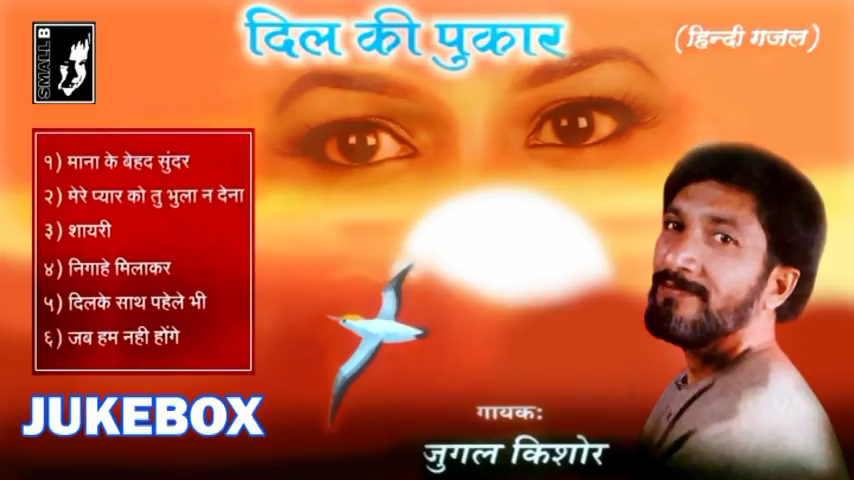 SMALL B
दिल की पुकार
(हिन्दी गजल)
१) माना के बेहद सुंदर
२) मेरे प्यार को तु भुला न देना
३) शायरी
४) निगाहे मिलाकर
५) दिलके साथ पहेले भी
६) जब हम नही होंगे
JUKEBOX
गायक:
जुगल किशोर